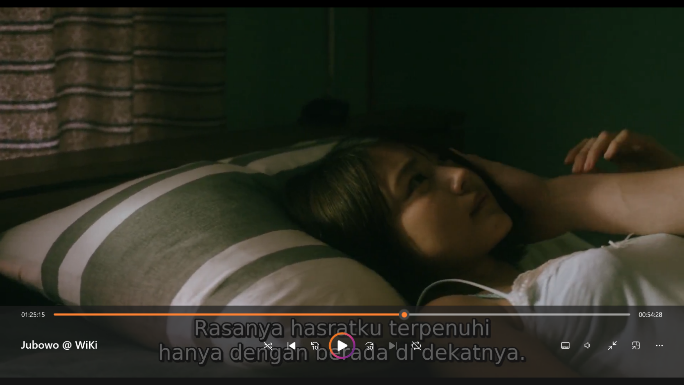 01:25:15
00:54:28
Rasanya hasratku terpenuhi
hanya dengan berada di dekatnya.
Jubowo @ WiKi